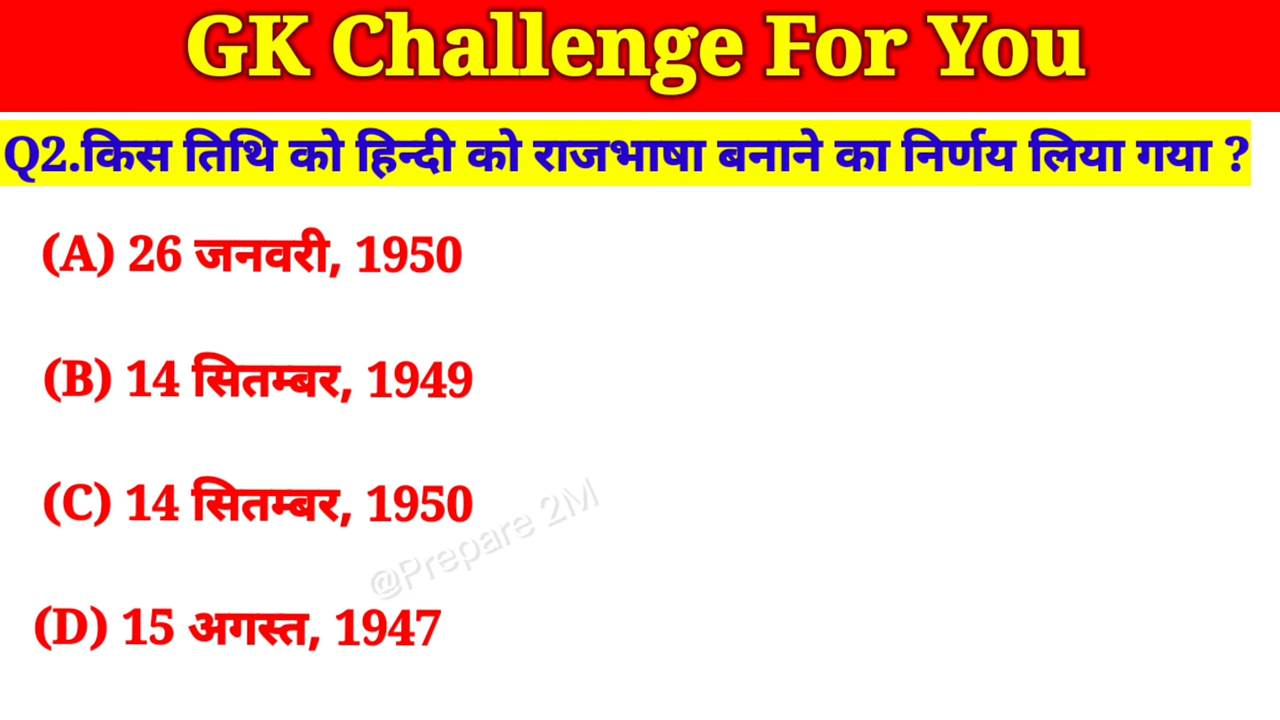 GK Challenge For You
Q2.किस तिथि को हिन्दी को राजभाषा बनाने का निर्णय लिया गया ?
(A) 26 जनवरी, 1950
(B) 14 सितम्बर, 1949
(C) 14 सितम्बर, 1950
@Prepare 2M
(D) 15 अगस्त, 1947